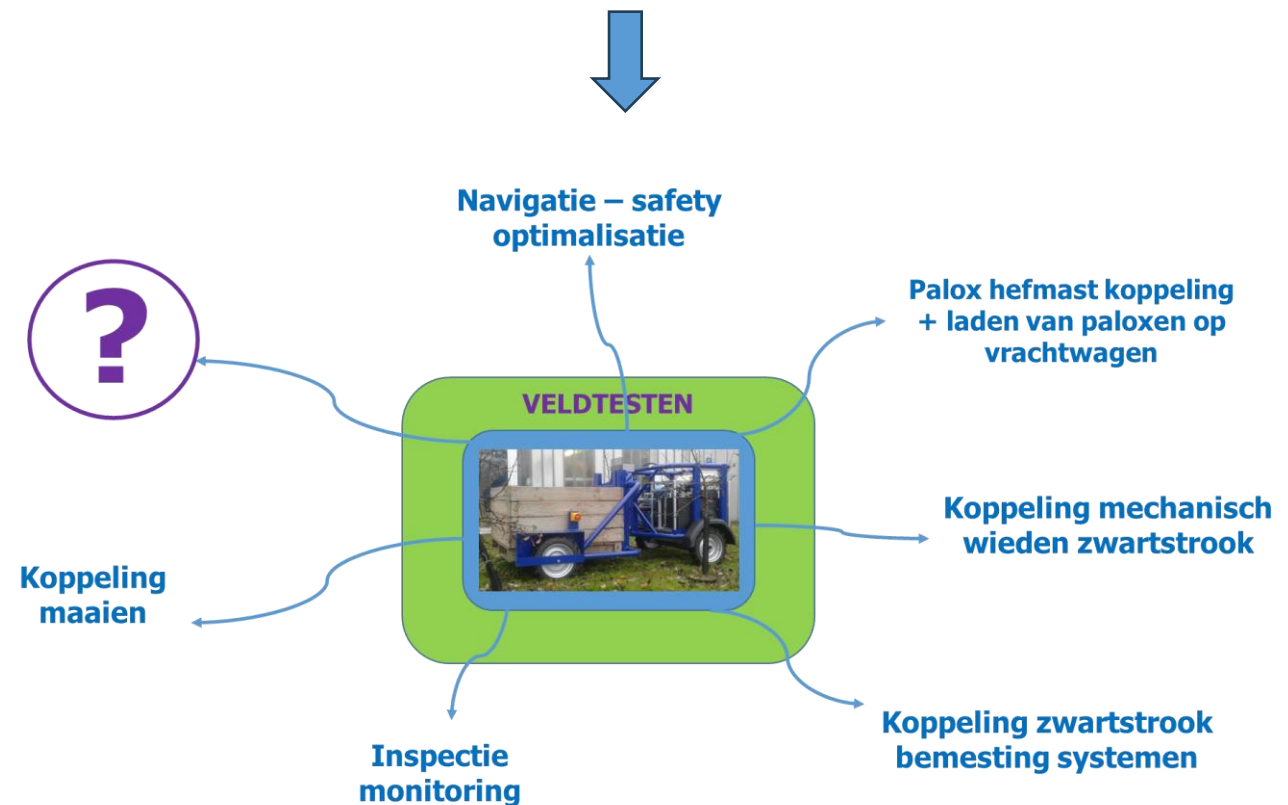 Navigatie – safety
optimalisatie
?
Palox hefmast koppeling
+ laden van paloxen op
vrachtwagen
VELDTESTEN
Koppeling mechanisch
wieden zwartstrook
Koppeling
maaien
Koppeling zwartstrook
bemesting systemen
Inspectie
monitoring